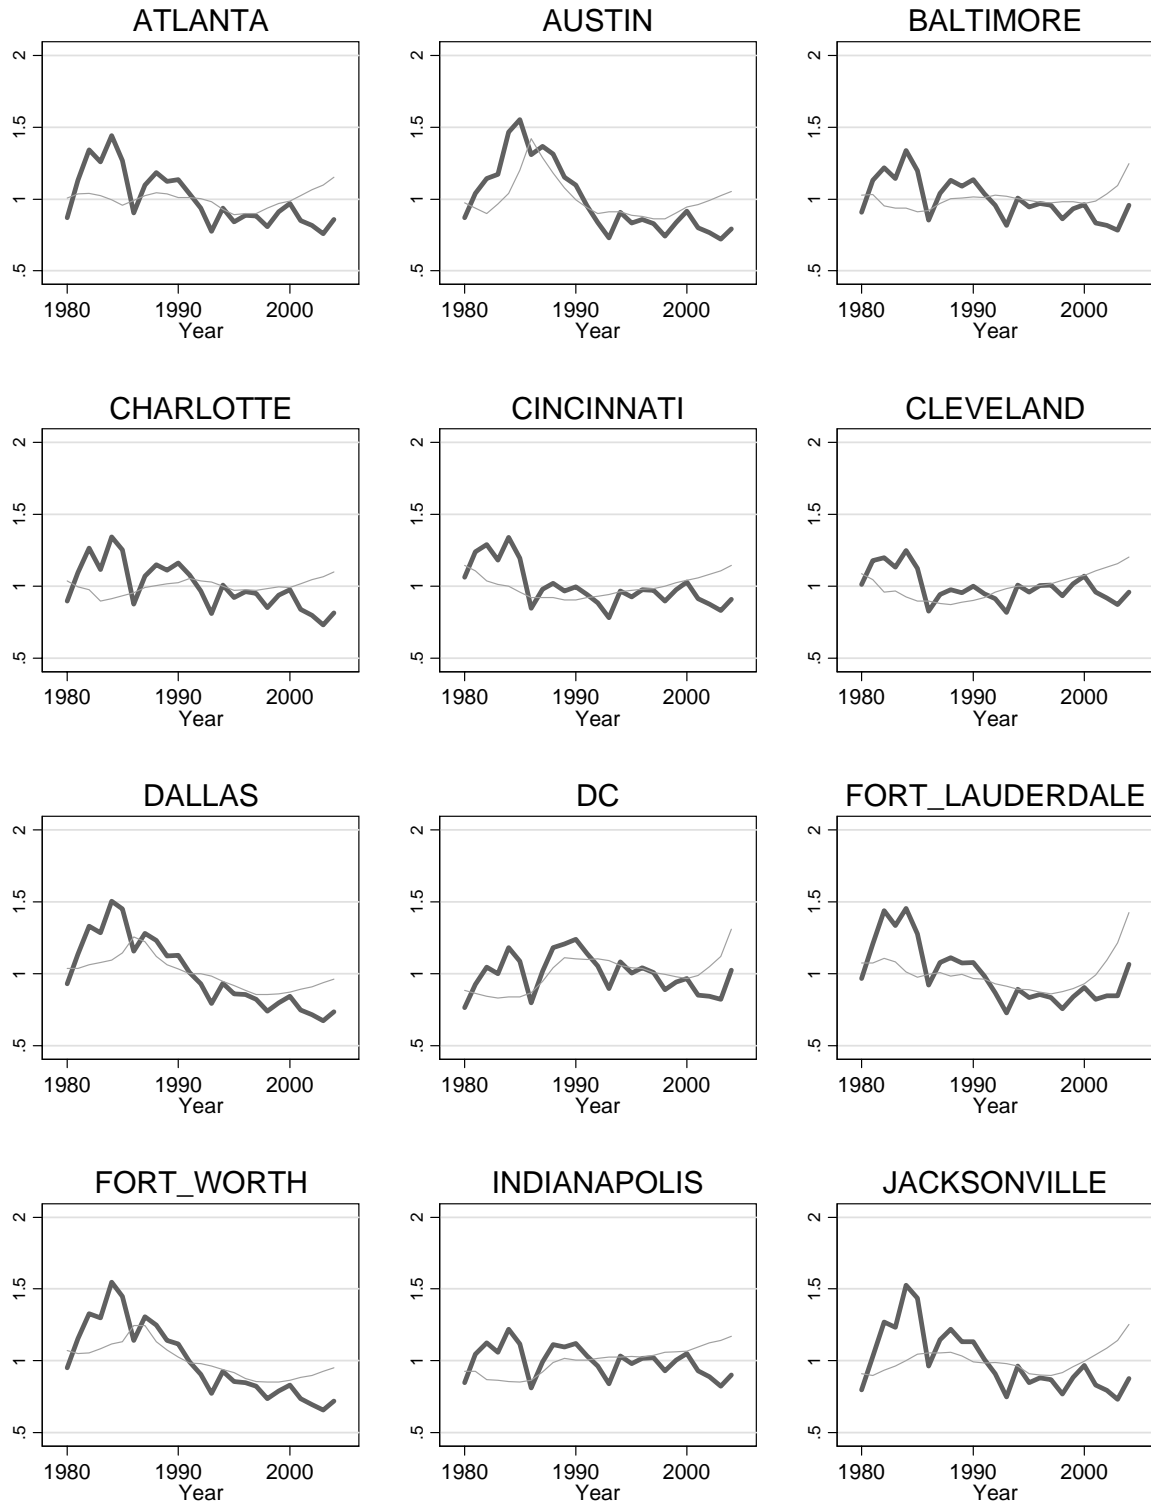 ATLANTA AUSTIN BALTIMORE
2 2 2
1.5 1.5 1.5
1 1 1
.5 .5 .5
1980 1990 2000 1980 1990 2000 1980 1990 2000
Year Year Year
CHARLOTTE CINCINNATI CLEVELAND
2 2 2
1.5 1.5 1.5
1 1 1
.5 .5 .5
1980 1990 2000 1980 1990 2000 1980 1990 2000
Year Year Year
DALLAS DC FORT_LAUDERDALE
2 2 2
1.5 1.5 1.5
1 1 1
.5 .5 .5
1980 1990 2000 1980 1990 2000 1980 1990 2000
Year Year Year
FORT_WORTH INDIANAPOLIS JACKSONVILLE
2 2 2
1.5 1.5 1.5
1 1 1
.5 .5 .5
1980 1990 2000 1980 1990 2000 1980 1990 2000
Year Year Year